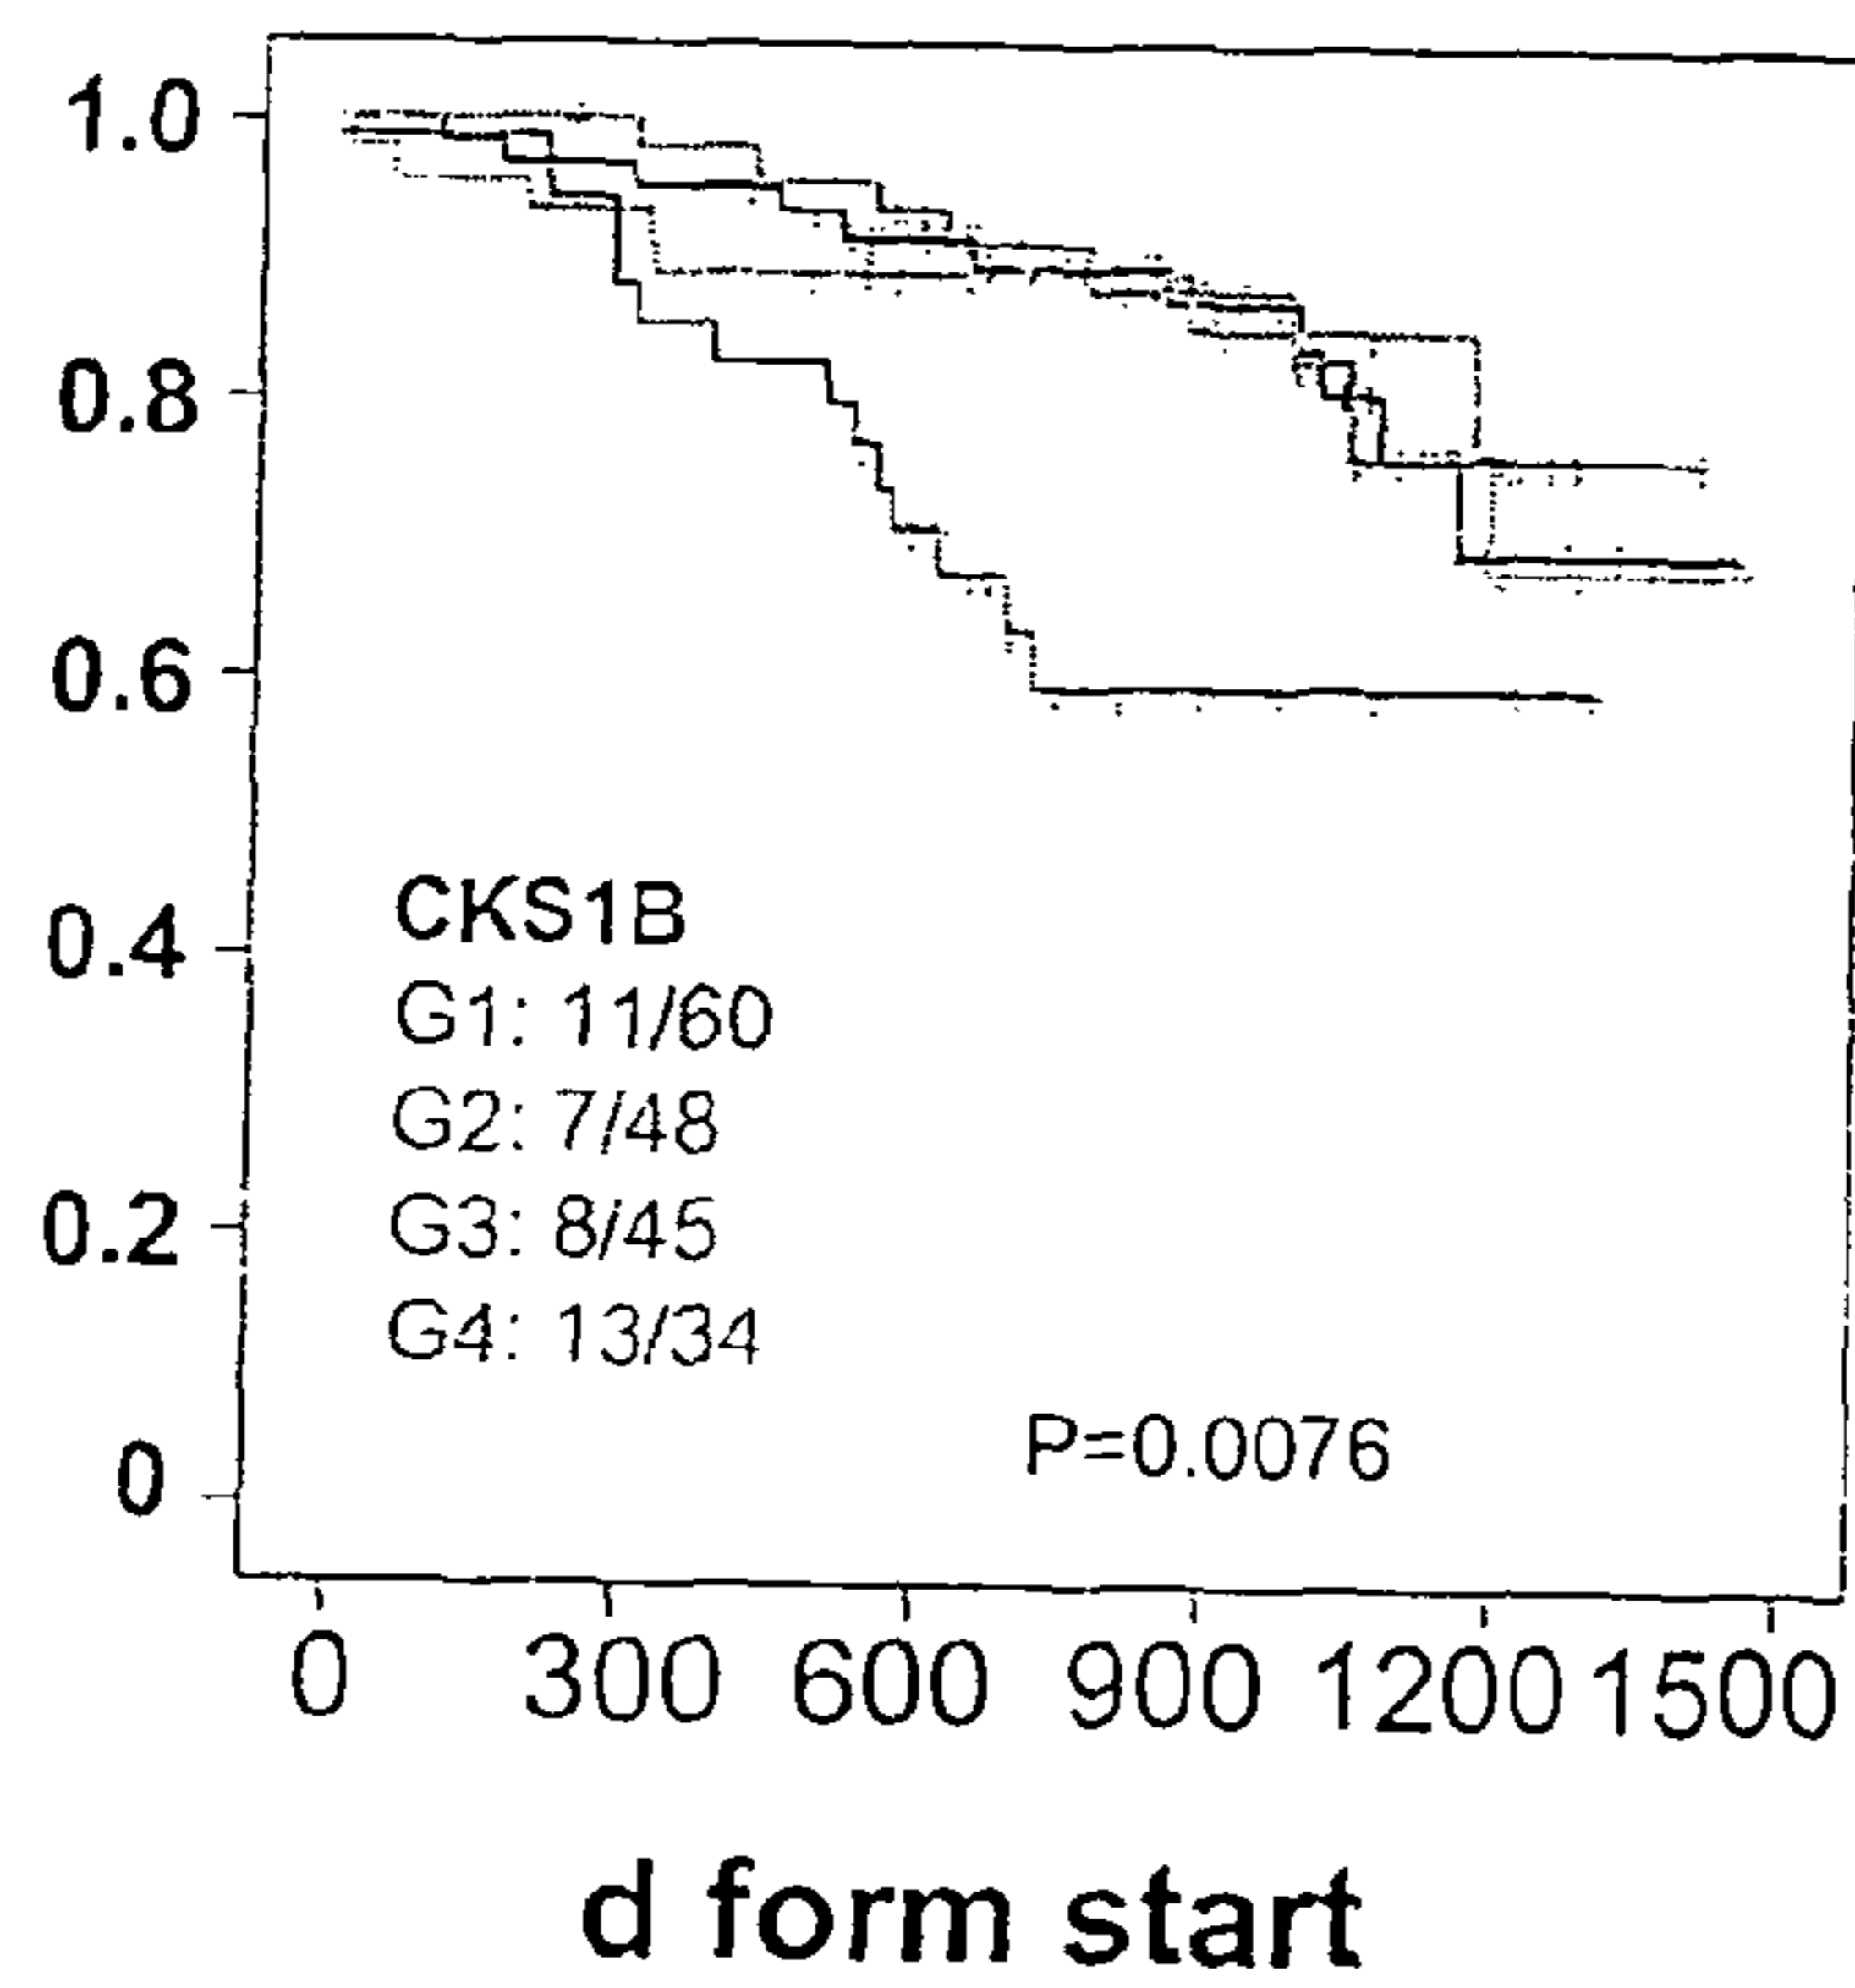 1.0
0.8
0.6
0.4
0.2
0
CKS1B
G1: 11/60
G2: 7/48
G3: 8/45
G4: 13/34
P=0.0076
0 300 600 900 1200 1500
d form start